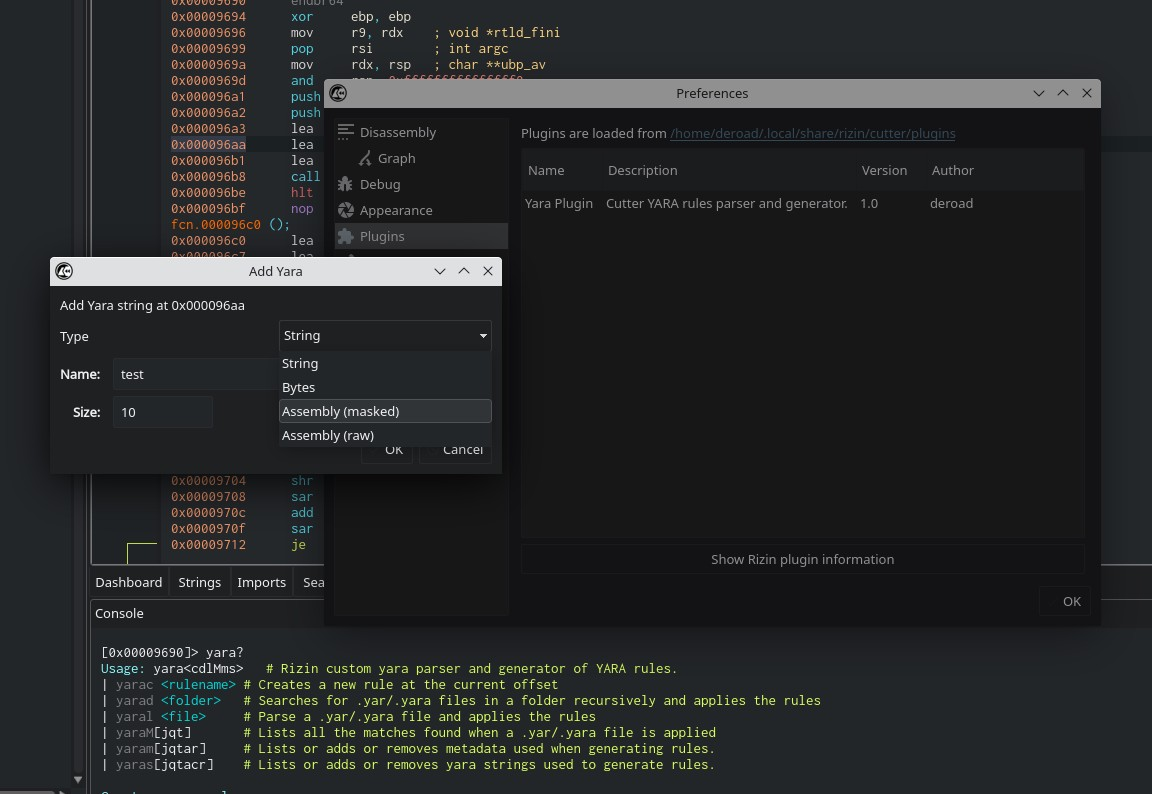 0x00009690 endbr64
0x00009694 xor ebp, ebp
0x00009696 mov r9, rdx ; void *rtld_fini
0x00009699 pop rsi ; int argc
0x0000969a mov rdx, rsp ; char **ubp_av
0x0000969d and rsp, 0xfffffffffffffff0
0x000096a1 push
0x000096a2 push
0x000096a3 lea
0x000096aa lea
0x000096b1 lea
0x000096b8 call
0x000096be hlt
0x000096bf nop
fcn.000096c0 ();
0x000096c0 lea
0x000096c7 lea
Preferences
Disassembly
Graph
Debug
Appearance
Plugins
Plugins are loaded from /home/deroad/.local/share/rizin/cutter/plugins
Name Description Version Author
Yara Plugin Cutter YARA rules parser and generator. 1.0 deroad
Show Rizin plugin information
OK
Add Yara
Add Yara string at 0x000096aa
Type String
String
Bytes
Assembly (masked)
Assembly (raw)
Name: test
Size: 10
OK Cancel
0x00009704 shr
0x00009708 sar
0x0000970c add
0x0000970f sar
0x00009712 je
Dashboard Strings Imports Sea
Console
[0x00009690]> yara?
Usage: yara<cdlMms> # Rizin custom yara parser and generator of YARA rules.
| yarac <rulename> # Creates a new rule at the current offset
| yarad <folder> # Searches for .yar/.yara files in a folder recursively and applies the rules
| yaral <file> # Parse a .yar/.yara file and applies the rules
| yaraM[jqt] # Lists all the matches found when a .yar/.yara file is applied
| yaram[jqtar] # Lists or adds or removes metadata used when generating rules.
| yaras[jqtacr] # Lists or adds or removes yara strings used to generate rules.